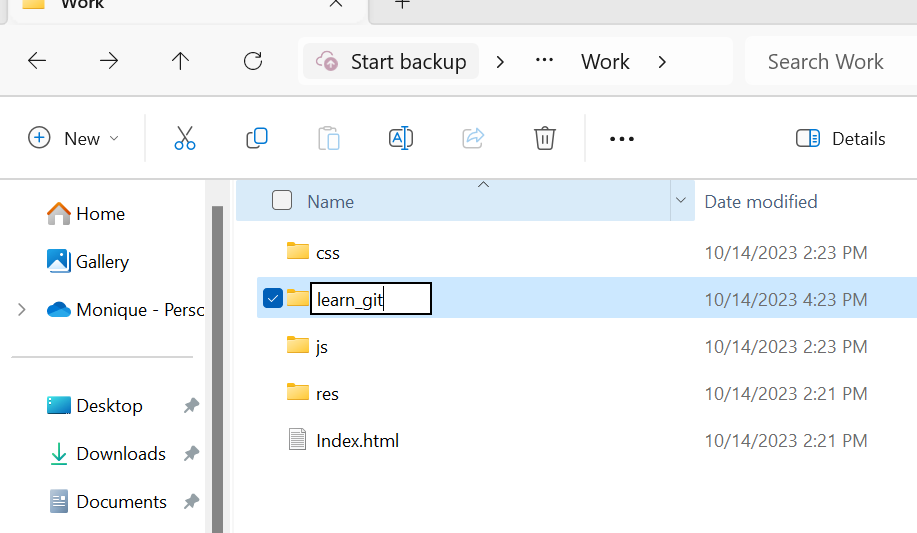 Work
Start backup > ... Work > Search Work
New Details
Name Date modified
Home
Gallery
Monique - Perso
Desktop
Downloads
Documents
css 10/14/2023 2:23 PM
learn_git 10/14/2023 4:23 PM
js 10/14/2023 2:23 PM
res 10/14/2023 2:21 PM
Index.html 10/14/2023 2:21 PM